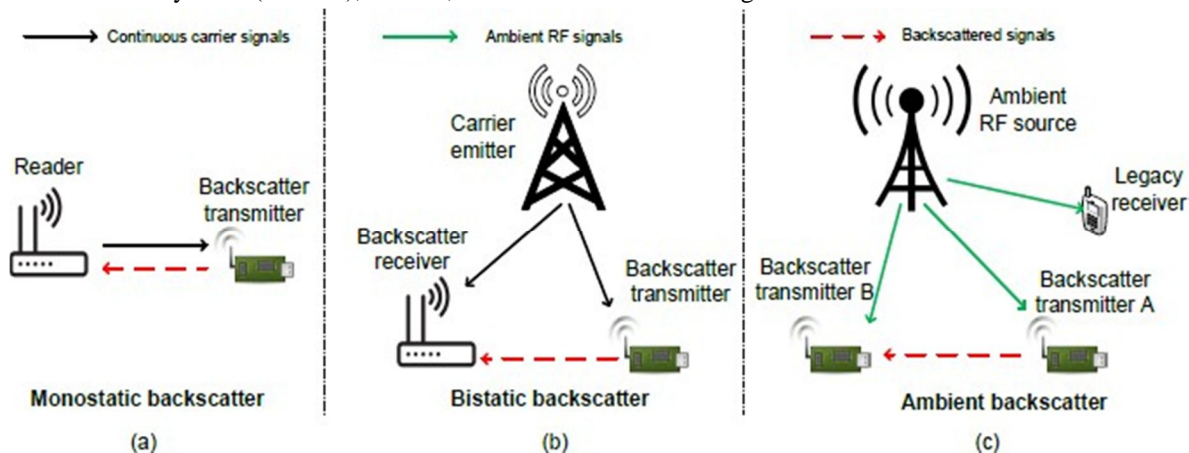 Continuous carrier signals
Ambient RF signals
Backscattered signals
Reader
Backscatter
transmitter
Monostatic backscatter
(a)
Carrier
emitter
Backscatter
receiver
Backscatter
transmitter
Bistatic backscatter
(b)
Ambient
RF source
Legacy
receiver
Backscatter
transmitter B
Backscatter
transmitter A
Ambient backscatter
(c)